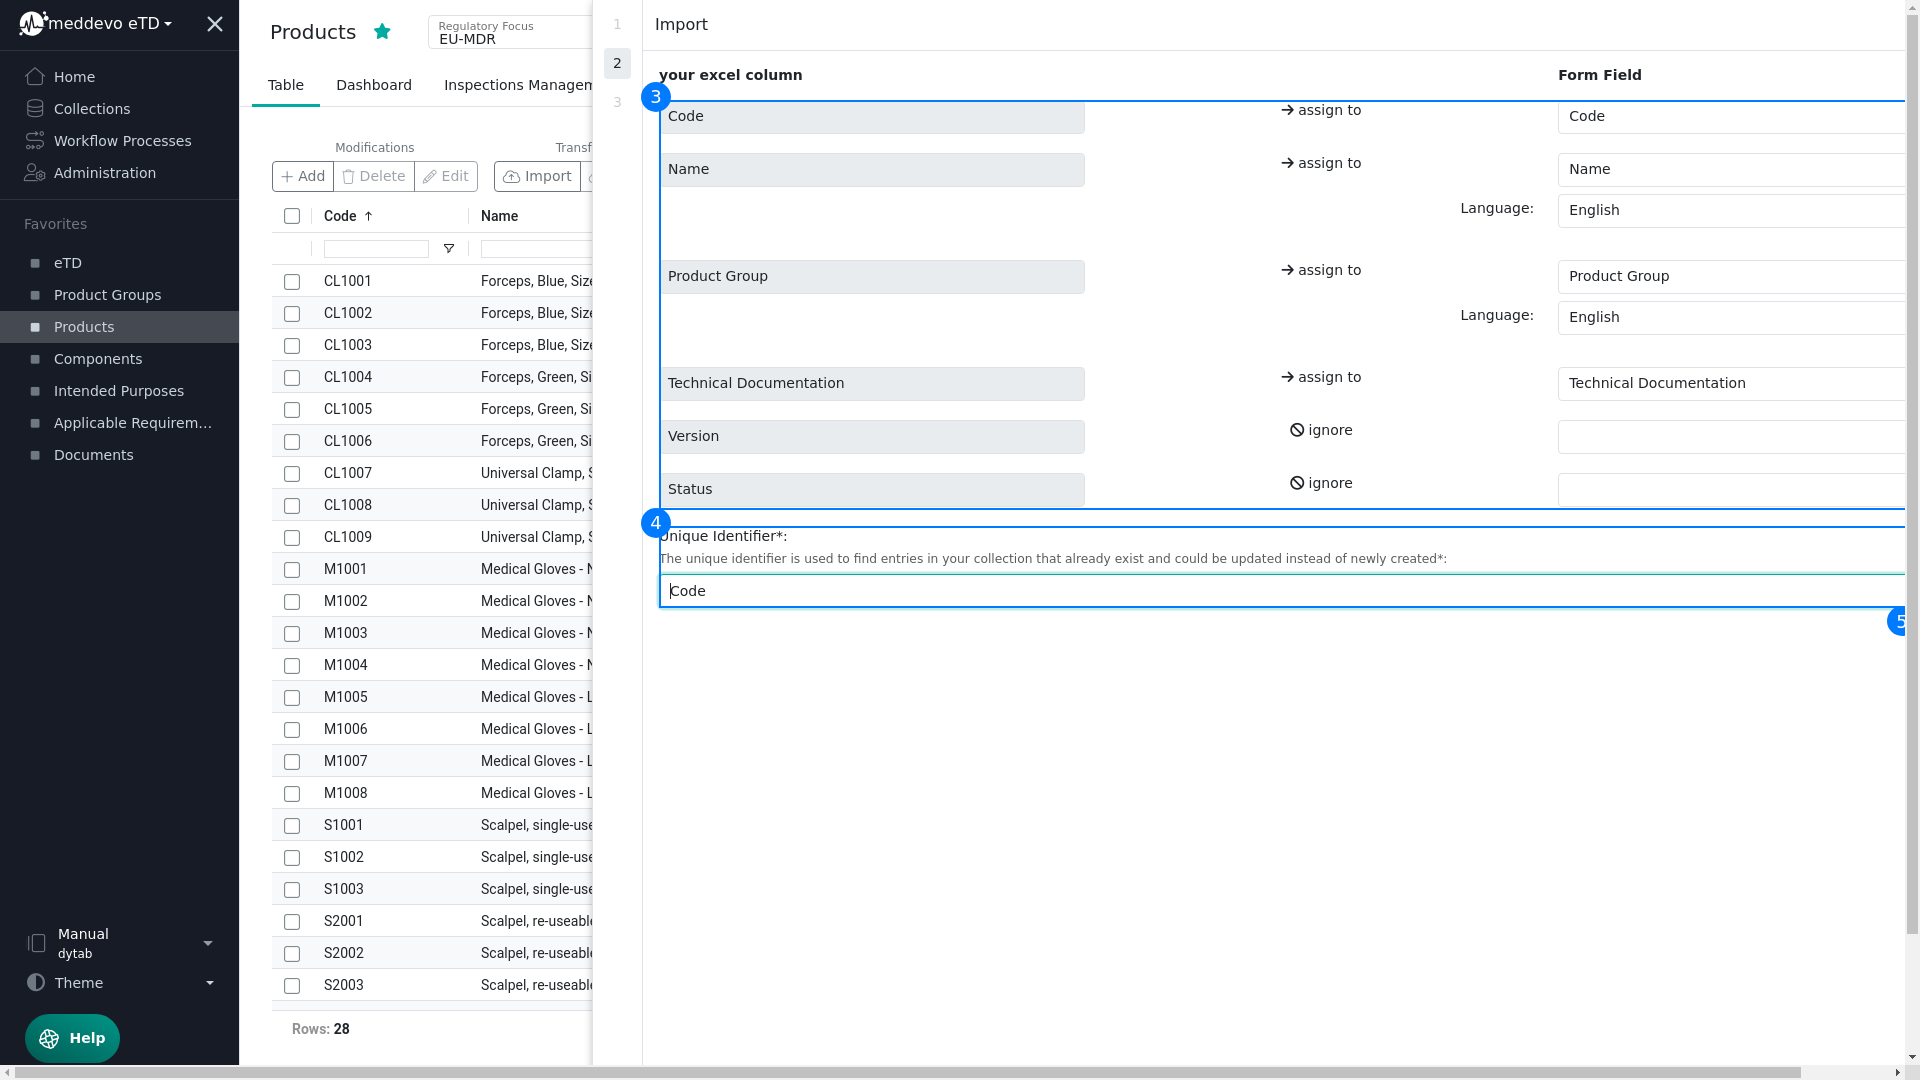 meddevo eTD
Home
Collections
Workflow Processes
Administration
Favorites
eTD
Product Groups
Products
Components
Intended Purposes
Applicable Requirem...
Documents
Manual
dytab
Theme
Help
Products
Regulatory Focus
EU-MDR
Table
Dashboard
Inspections Managem
Modifications
Transf
Add
Delete
Edit
Import
Code
Name
CL1001 Forceps, Blue, Size
CL1002 Forceps, Blue, Size
CL1003 Forceps, Blue, Size
CL1004 Forceps, Green, Si
CL1005 Forceps, Green, Si
CL1006 Forceps, Green, Si
CL1007 Universal Clamp, S
CL1008 Universal Clamp, S
CL1009 Universal Clamp, S
M1001 Medical Gloves - N
M1002 Medical Gloves - N
M1003 Medical Gloves - N
M1004 Medical Gloves - N
M1005 Medical Gloves - L
M1006 Medical Gloves - L
M1007 Medical Gloves - L
M1008 Medical Gloves - L
S1001 Scalpel, single-use
S1002 Scalpel, single-use
S1003 Scalpel, single-use
S2001 Scalpel, re-useable
S2002 Scalpel, re-useable
S2003 Scalpel, re-useable
Rows: 28
1
2
3
Import
your excel column Form Field
3
Code assign to Code
Name assign to Name
Language: English
Product Group assign to Product Group
Language: English
Technical Documentation assign to Technical Documentation
Version ignore
Status ignore
4
Unique Identifier*:
The unique identifier is used to find entries in your collection that already exist and could be updated instead of newly created*:
Code
5